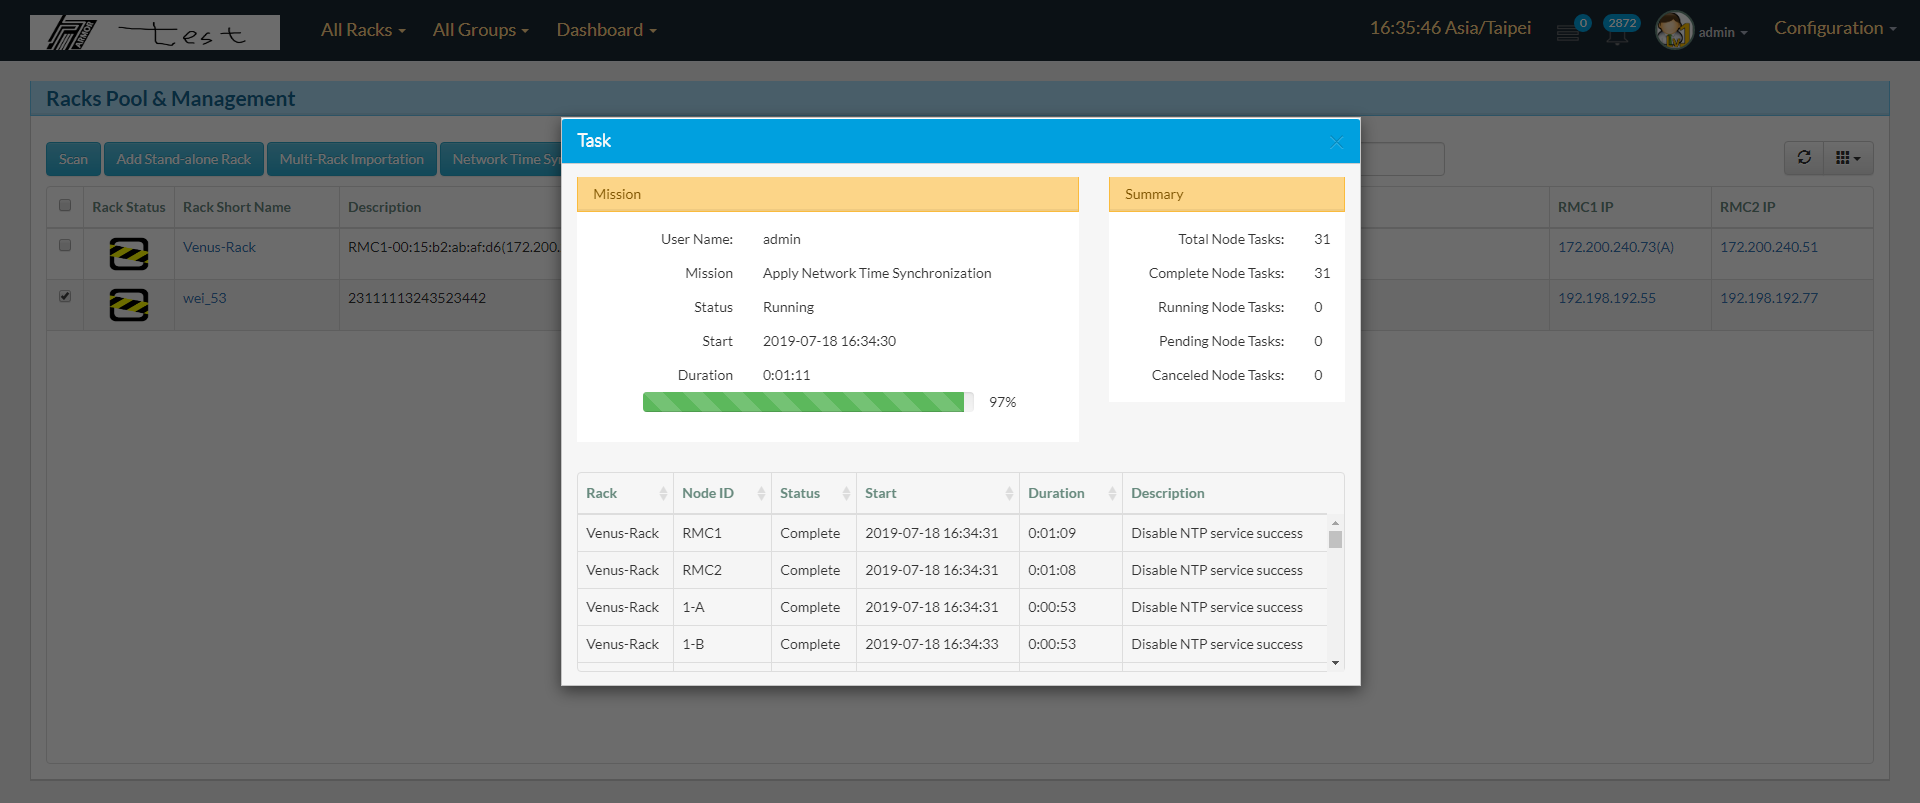 ARMOR test
All Racks All Groups Dashboard 16:35:46 Asia/Taipei 0 2872 admin Configuration
Racks Pool & Management
Scan Add Stand-alone Rack Multi-Rack Importation Network Time Sy
Rack Status Rack Short Name Description RMC1 IP RMC2 IP
Venus-Rack RMC1-00:15:b2:ab:af:d6(172.200. 172.200.240.73(A) 172.200.240.51
wei_53 23111113243523442 192.198.192.55 192.198.192.77
Task
Mission
User Name: admin
Mission Apply Network Time Synchronization
Status Running
Start 2019-07-18 16:34:30
Duration 0:01:11
97%
Summary
Total Node Tasks: 31
Complete Node Tasks: 31
Running Node Tasks: 0
Pending Node Tasks: 0
Canceled Node Tasks: 0
Rack Node ID Status Start Duration Description
Venus-Rack RMC1 Complete 2019-07-18 16:34:31 0:01:09 Disable NTP service success
Venus-Rack RMC2 Complete 2019-07-18 16:34:31 0:01:08 Disable NTP service success
Venus-Rack 1-A Complete 2019-07-18 16:34:31 0:00:53 Disable NTP service success
Venus-Rack 1-B Complete 2019-07-18 16:34:33 0:00:53 Disable NTP service success